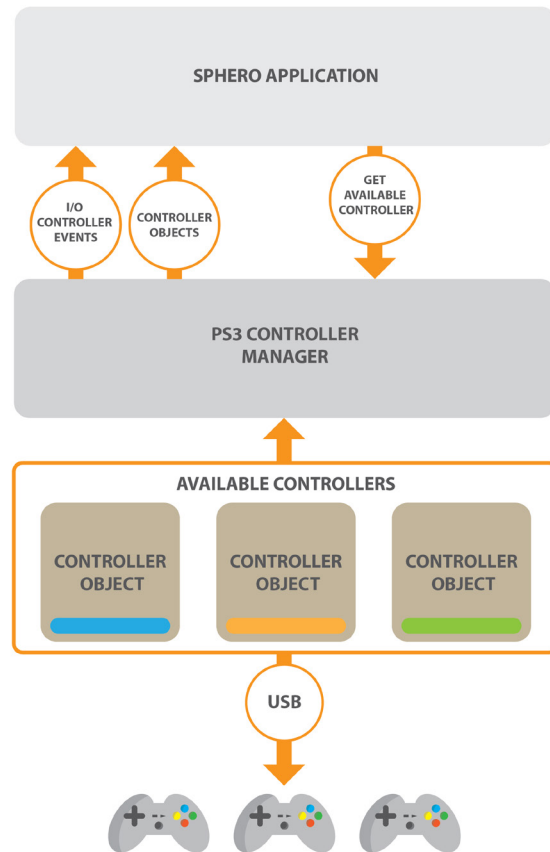 SPHERO APPLICATION
I/O
CONTROLLER
EVENTS
CONTROLLER
OBJECTS
GET
AVAILABLE
CONTROLLER
PS3 CONTROLLER
MANAGER
AVAILABLE CONTROLLERS
CONTROLLER
OBJECT
CONTROLLER
OBJECT
CONTROLLER
OBJECT
USB